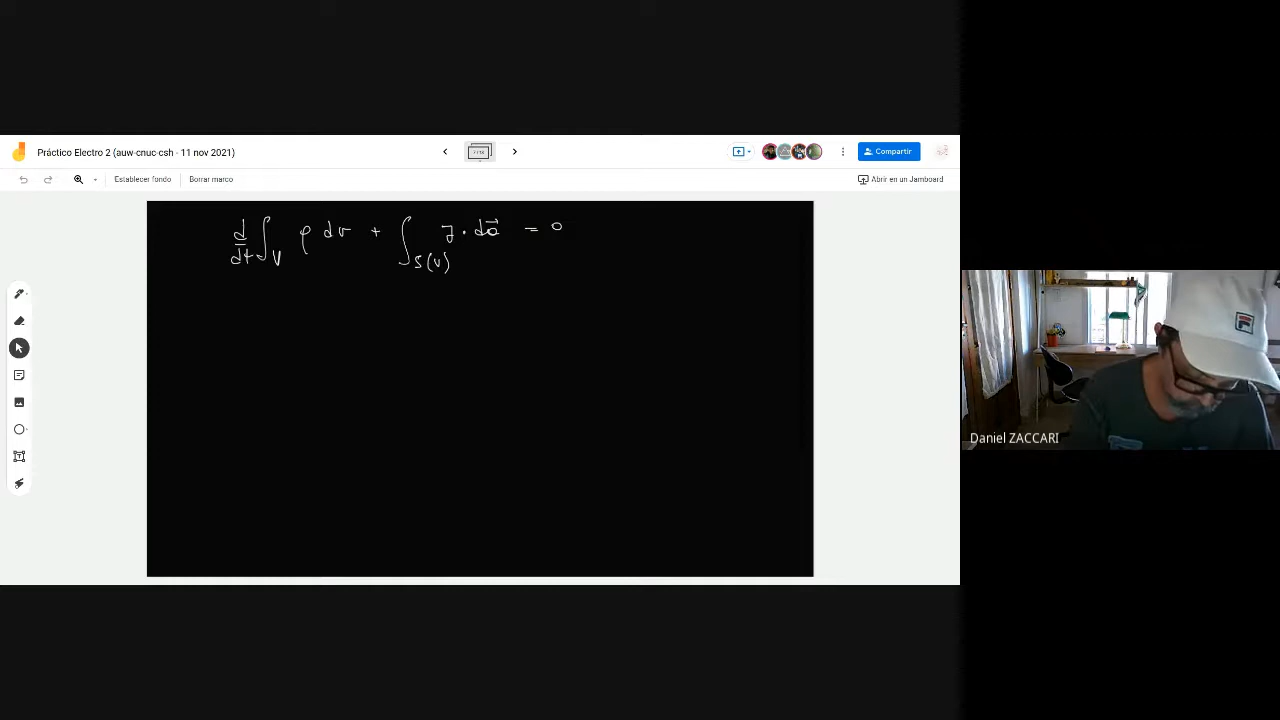 Práctico Electro 2 (auw-cnuc-csh - 11 nov 2021)
Compartir
Establecer fondo
Borrar marco
Abrir en un Jamboard
d/dt ∫_V ρ dv + ∫_S(V) J · da⃗ = 0
Daniel ZACCARI